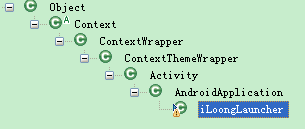 Object
Context
ContextWrapper
ContextThemeWrapper
Activity
AndroidApplication
iLoongLauncher